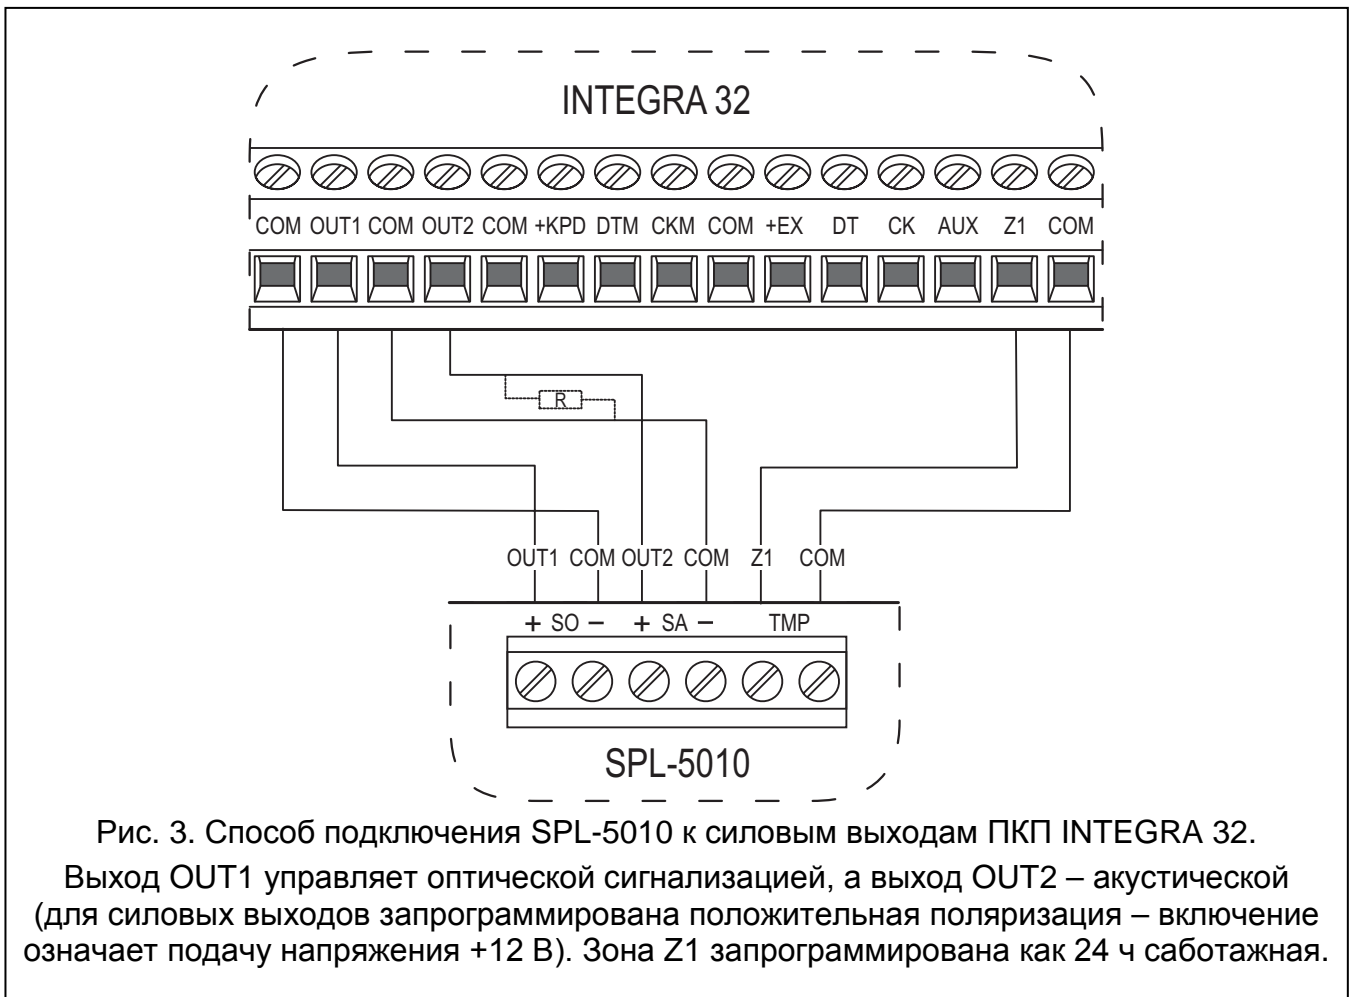 INTEGRA 32
COM OUT1 COM OUT2 COM +KPD DTM CKM COM +EX DT CK AUX Z1 COM
R
OUT1 COM OUT2 COM Z1 COM
+ SO – + SA – TMP
SPL-5010
Рис. 3. Способ подключения SPL-5010 к силовым выходам ПКП INTEGRA 32.
Выход OUT1 управляет оптической сигнализацией, а выход OUT2 – акустической
(для силовых выходов запрограммирована положительная поляризация – включение
означает подачу напряжения +12 В). Зона Z1 запрограммирована как 24 ч саботажная.